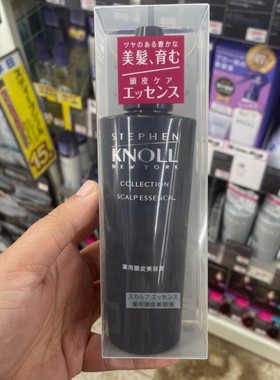 ツヤのある豊かな
美髪、育む
頭皮ケア
エッセンス
STEPHEN
KNOLL
NEW YORK
COLLECTION
SCALP ESSENCE
薬用頭皮美容液
スカルプ エッセンス
薬用頭皮美容液